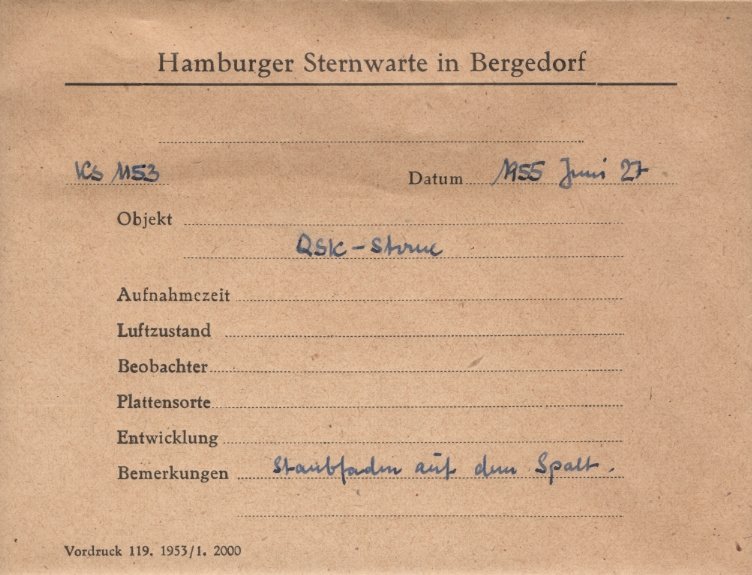 Hamburger Sternwarte in Bergedorf
Ks 1153 Datum 1955 Juni 27
Objekt
QSK-Sterne
Aufnahmezeit
Luftzustand
Beobachter
Plattensorte
Entwicklung
Bemerkungen Staubfaden auf dem Spalt.
Vordruck 119. 1953/1. 2000